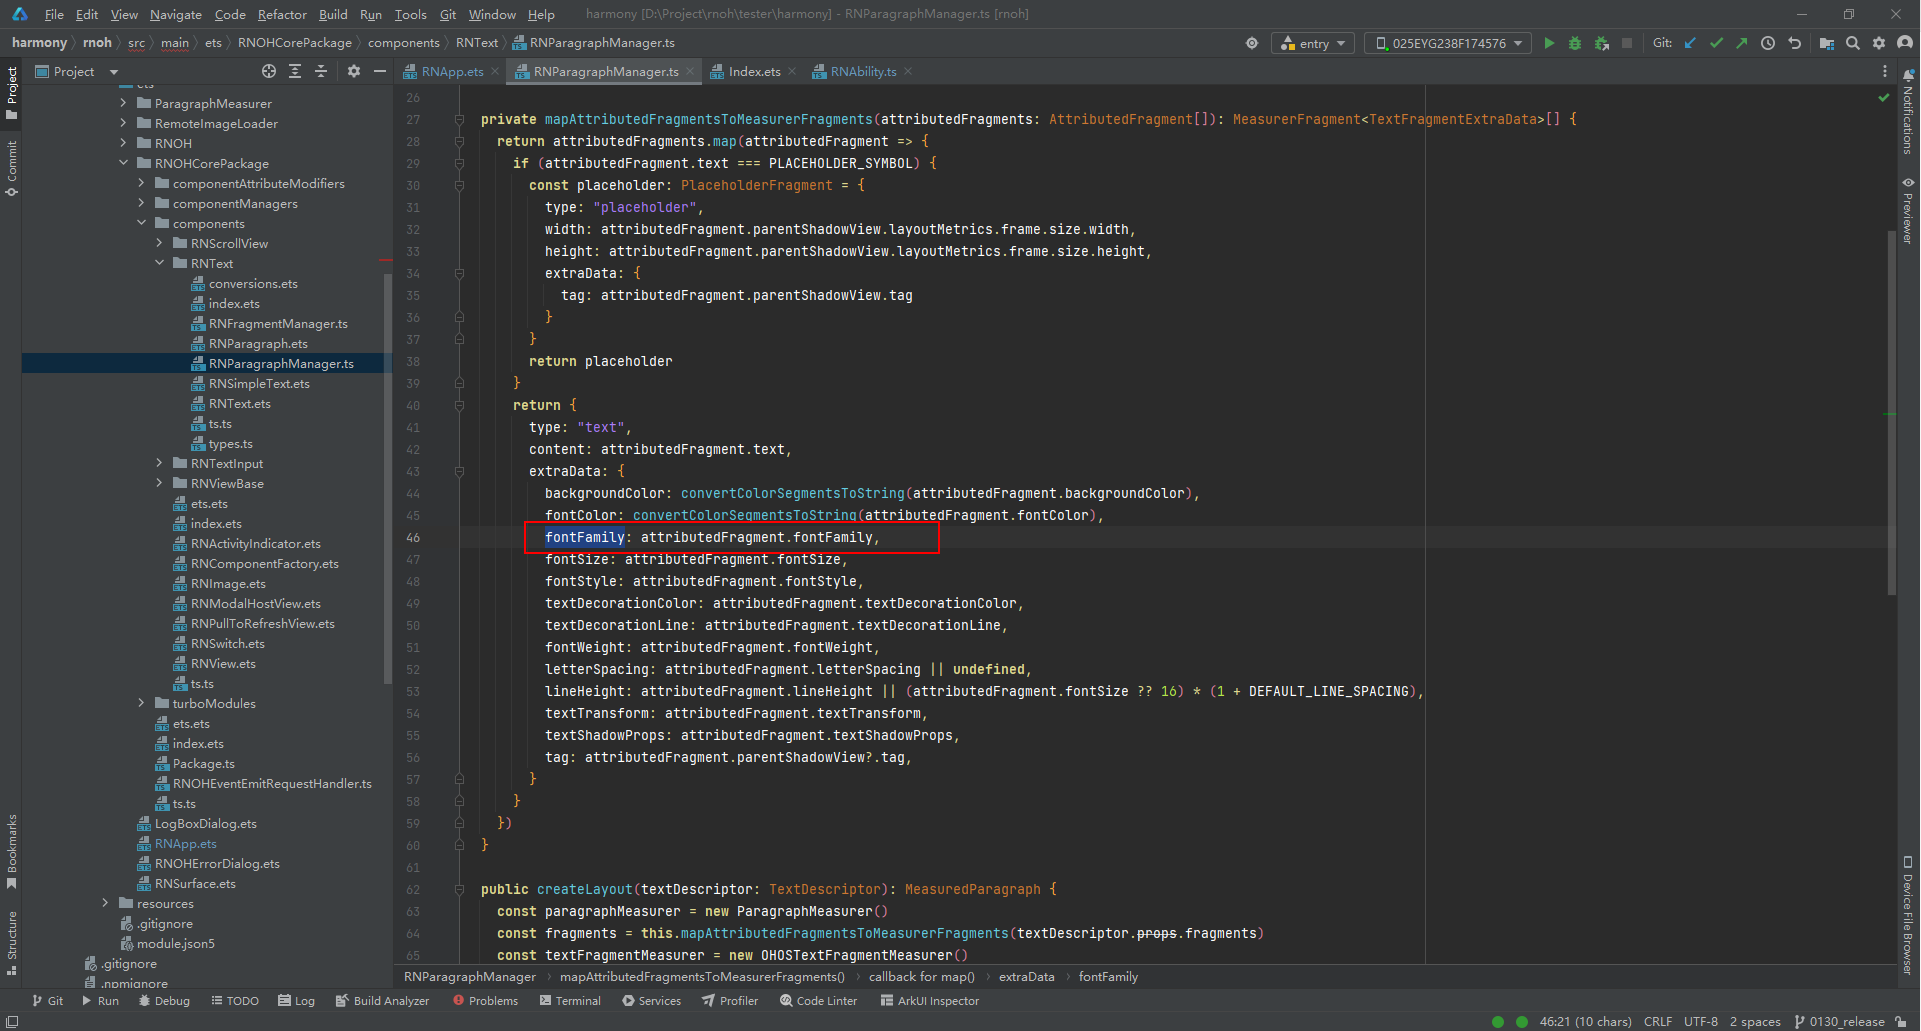 File Edit View Navigate Code Refactor Build Run Tools Git Window Help harmony [D:\Project\rnoh\tester\harmony] - RNParagraphManager.ts [rnoh]
harmony rnoh src main ets RNOHCorePackage components RNText RNParagraphManager.ts entry 025EYG238F174576 Git:
Project RNApp.ets RNParagraphManager.ts Index.ets RNAbility.ts
Project
Commit
Bookmarks
Structure
ets
ParagraphMeasurer
RemoteImageLoader
RNOH
RNOHCorePackage
componentAttributeModifiers
componentManagers
components
RNScrollView
RNText
conversions.ets
index.ets
RNFragmentManager.ts
RNParagraph.ets
RNParagraphManager.ts
RNSimpleText.ets
RNText.ets
ts.ts
types.ts
RNTextInput
RNViewBase
ets.ets
index.ets
RNActivityIndicator.ets
RNComponentFactory.ets
RNImage.ets
RNModalHostView.ets
RNPullToRefreshView.ets
RNSwitch.ets
RNView.ets
ts.ts
turboModules
ets.ets
index.ets
Package.ts
RNOHEventEmitRequestHandler.ts
ts.ts
LogBoxDialog.ets
RNApp.ets
RNOHErrorDialog.ets
RNSurface.ets
resources
.gitignore
module.json5
.gitignore
.npmignore
26
27 private mapAttributedFragmentsToMeasurerFragments(attributedFragments: AttributedFragment[]): MeasurerFragment<TextFragmentExtraData>[] {
28 return attributedFragments.map(attributedFragment => {
29 if (attributedFragment.text === PLACEHOLDER_SYMBOL) {
30 const placeholder: PlaceholderFragment = {
31 type: "placeholder",
32 width: attributedFragment.parentShadowView.layoutMetrics.frame.size.width,
33 height: attributedFragment.parentShadowView.layoutMetrics.frame.size.height,
34 extraData: {
35 tag: attributedFragment.parentShadowView.tag
36 }
37 }
38 return placeholder
39 }
40 return {
41 type: "text",
42 content: attributedFragment.text,
43 extraData: {
44 backgroundColor: convertColorSegmentsToString(attributedFragment.backgroundColor),
45 fontColor: convertColorSegmentsToString(attributedFragment.fontColor),
46 fontFamily: attributedFragment.fontFamily,
47 fontSize: attributedFragment.fontSize,
48 fontStyle: attributedFragment.fontStyle,
49 textDecorationColor: attributedFragment.textDecorationColor,
50 textDecorationLine: attributedFragment.textDecorationLine,
51 fontWeight: attributedFragment.fontWeight,
52 letterSpacing: attributedFragment.letterSpacing || undefined,
53 lineHeight: attributedFragment.lineHeight || (attributedFragment.fontSize ?? 16) * (1 + DEFAULT_LINE_SPACING),
54 textTransform: attributedFragment.textTransform,
55 textShadowProps: attributedFragment.textShadowProps,
56 tag: attributedFragment.parentShadowView?.tag,
57 }
58 }
59 })
60 }
61
62 public createLayout(textDescriptor: TextDescriptor): MeasuredParagraph {
63 const paragraphMeasurer = new ParagraphMeasurer()
64 const fragments = this.mapAttributedFragmentsToMeasurerFragments(textDescriptor.props.fragments)
65 const textFragmentMeasurer = new OHOSTextFragmentMeasurer()
Notifications
Previewer
Device File Browser
RNParagraphManager mapAttributedFragmentsToMeasurerFragments() callback for map() extraData fontFamily
Git Run Debug TODO Log Build Analyzer Problems Terminal Services Profiler Code Linter ArkUI Inspector
46:21 (10 chars) CRLF UTF-8 2 spaces 0130_release